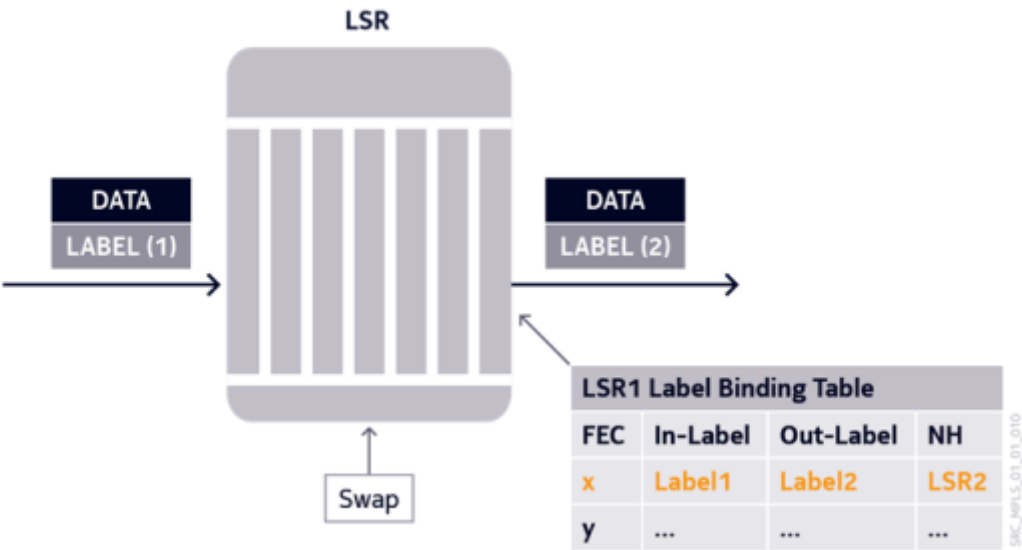 LSR
DATA
LABEL (1)
DATA
LABEL (2)
Swap
LSR1 Label Binding Table
FEC In-Label Out-Label NH
x Label1 Label2 LSR2
y ... ... ...
SRC_MPLS_01_01_010